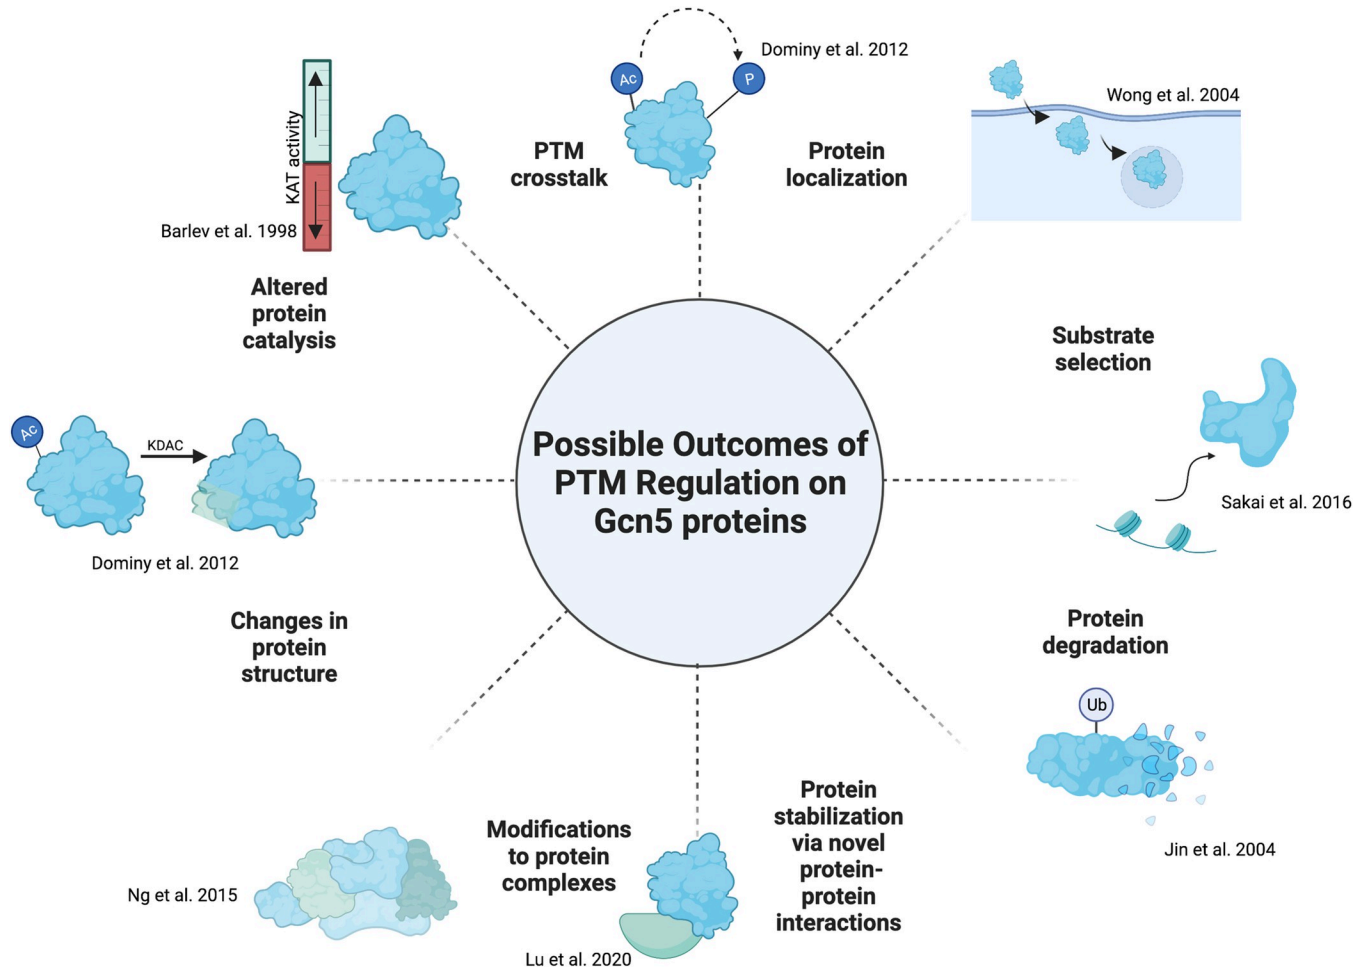 Ac
P
Dominy et al. 2012
PTM
crosstalk
Protein
localization
Wong et al. 2004
KAT activity
Barlev et al. 1998
Altered
protein
catalysis
Substrate
selection
Sakai et al. 2016
Ac
KDAC
Dominy et al. 2012
Possible Outcomes of
PTM Regulation on
Gcn5 proteins
Changes in
protein
structure
Protein
degradation
Ub
Jin et al. 2004
Modifications
to protein
complexes
Ng et al. 2015
Protein
stabilization
via novel
protein-
protein
interactions
Lu et al. 2020